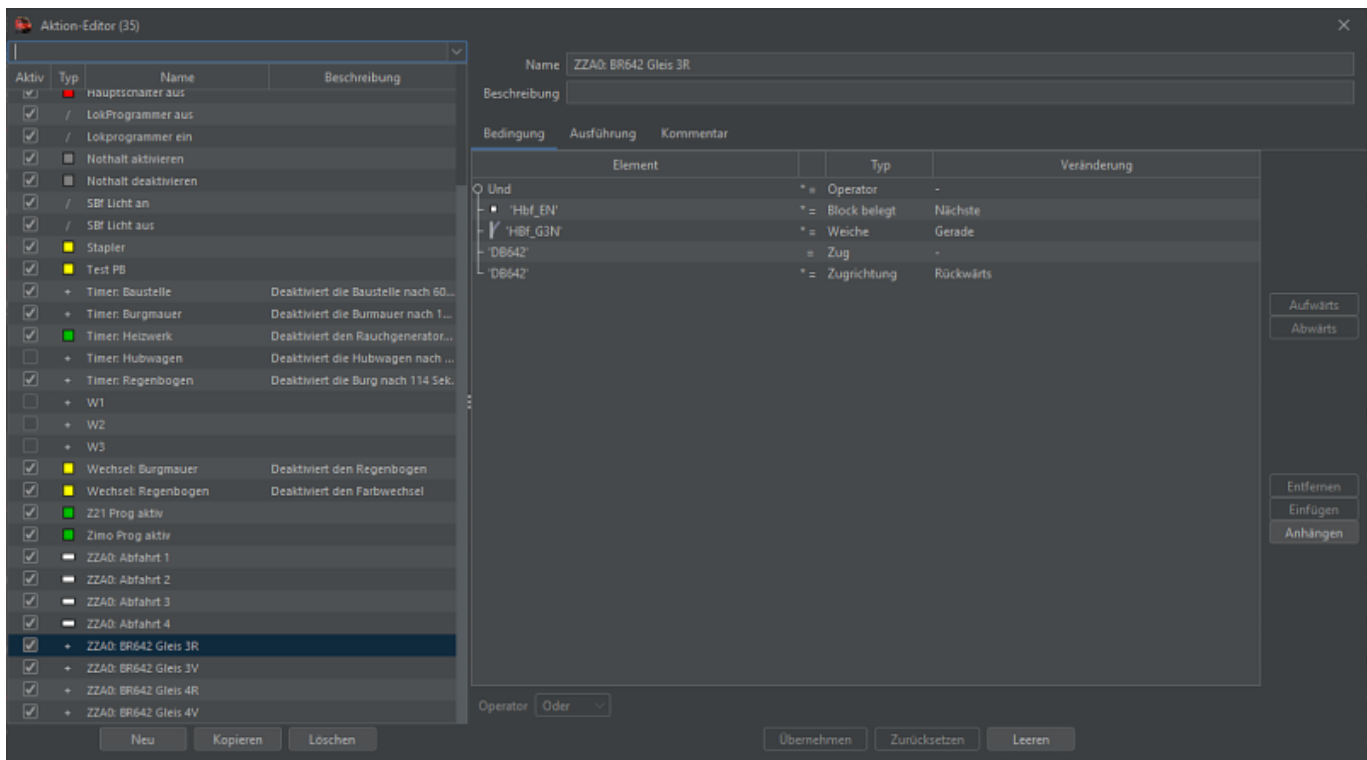 Aktion-Editor (35)
Name ZZA0: BR642 Gleis 3R
Beschreibung
Aktiv Typ Name Beschreibung
Hauptschalter aus
/ LokProgrammer aus
/ Lokprogrammer ein
Nothalt aktivieren
Nothalt deaktivieren
/ SBf Licht an
/ SBf Licht aus
Stapler
Test PB
+ Timer: Baustelle Deaktiviert die Baustelle nach 60...
+ Timer: Burgmauer Deaktiviert die Burmauer nach 1...
Timer: Heizwerk Deaktiviert den Rauchgenerator...
+ Timer: Hubwagen Deaktiviert die Hubwagen nach ...
+ Timer: Regenbogen Deaktiviert die Burg nach 114 Sek.
+ W1
+ W2
+ W3
Wechsel: Burgmauer Deaktiviert den Regenbogen
Wechsel: Regenbogen Deaktiviert den Farbwechsel
Z21 Prog aktiv
Zimo Prog aktiv
ZZA0: Abfahrt 1
ZZA0: Abfahrt 2
ZZA0: Abfahrt 3
ZZA0: Abfahrt 4
+ ZZA0: BR642 Gleis 3R
+ ZZA0: BR642 Gleis 3V
+ ZZA0: BR642 Gleis 4R
+ ZZA0: BR642 Gleis 4V
Neu Kopieren Löschen
Bedingung Ausführung Kommentar
Element Typ Veränderung
Und * = Operator -
'Hbf_EN' * = Block belegt Nächste
'HBf_G3N' * = Weiche Gerade
'DB642' = Zug -
'DB642' * = Zugrichtung Rückwärts
Aufwärts
Abwärts
Entfernen
Einfügen
Anhängen
Operator Oder
Übernehmen Zurücksetzen Leeren